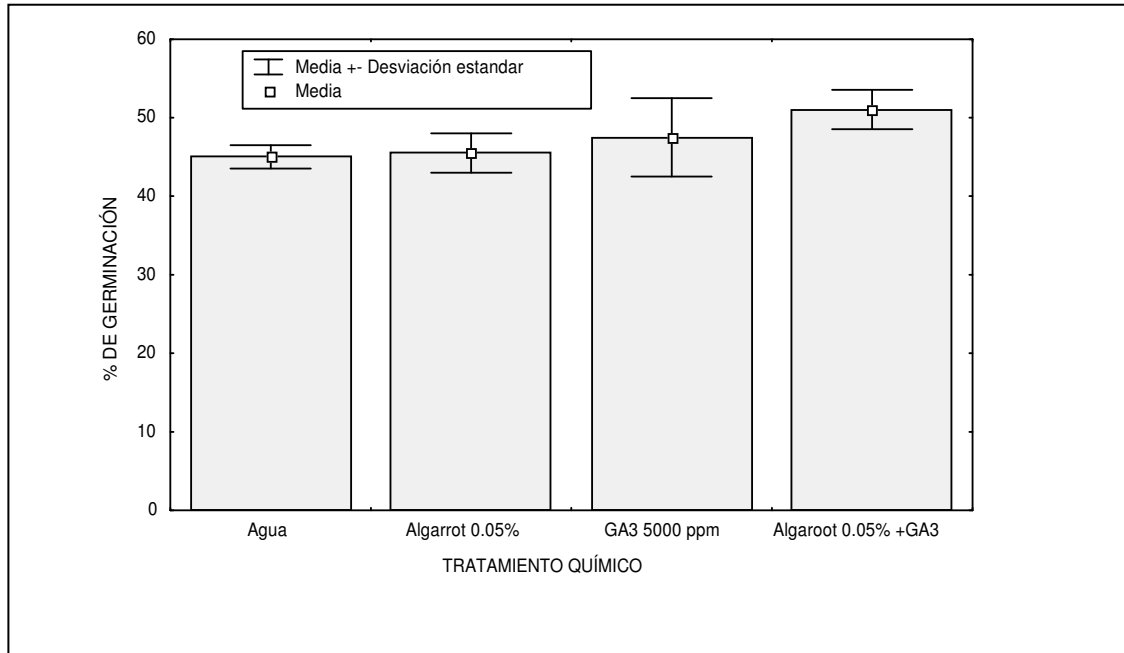 60
Media +- Desviación estandar
Media
50
40
30
20
10
0
% DE GERMINACIÓN
Agua
Algarrot 0.05%
GA3 5000 ppm
Algaroot 0.05% +GA3
TRATAMIENTO QUÍMICO